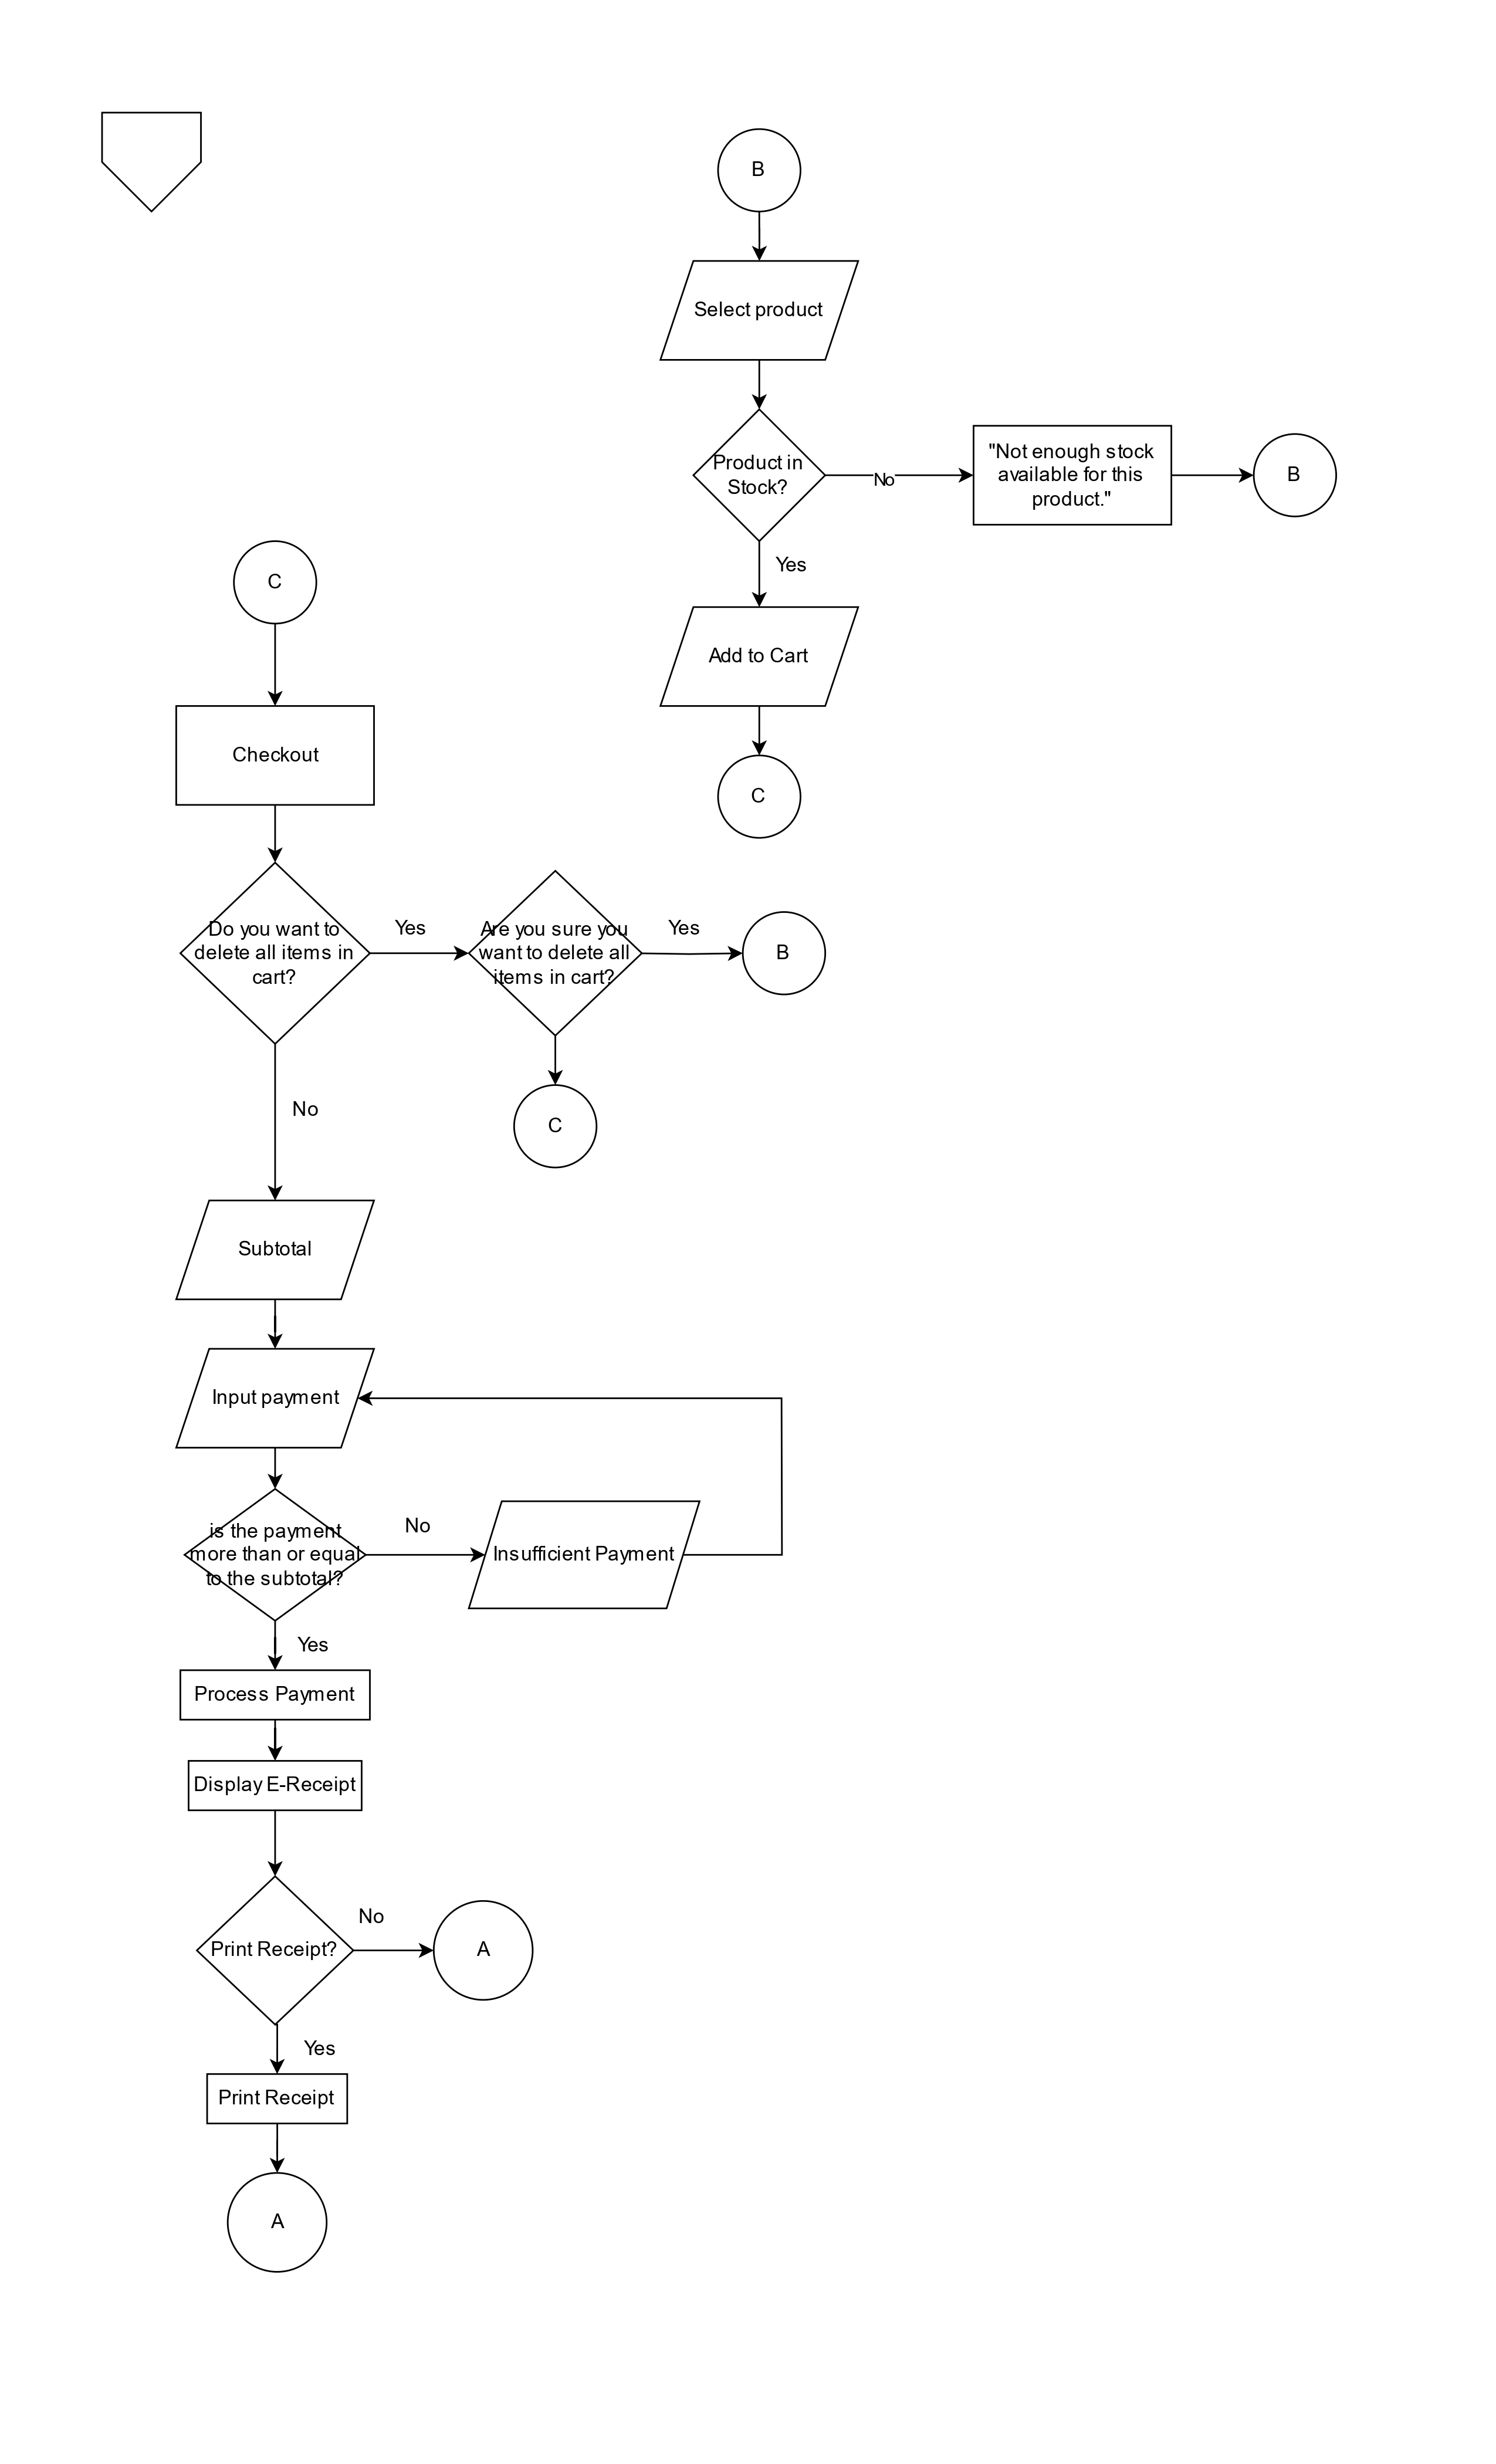 B
Select product
Product in
Stock?
No
"Not enough stock
available for this
product."
B
Yes
Add to Cart
C
C
Checkout
Do you want to
delete all items in
cart?
Yes
Are you sure you
want to delete all
items in cart?
Yes
B
C
No
Subtotal
Input payment
is the payment
more than or equal
to the subtotal?
No
Insufficient Payment
Yes
Process Payment
Display E-Receipt
Print Receipt?
No
A
Yes
Print Receipt
A